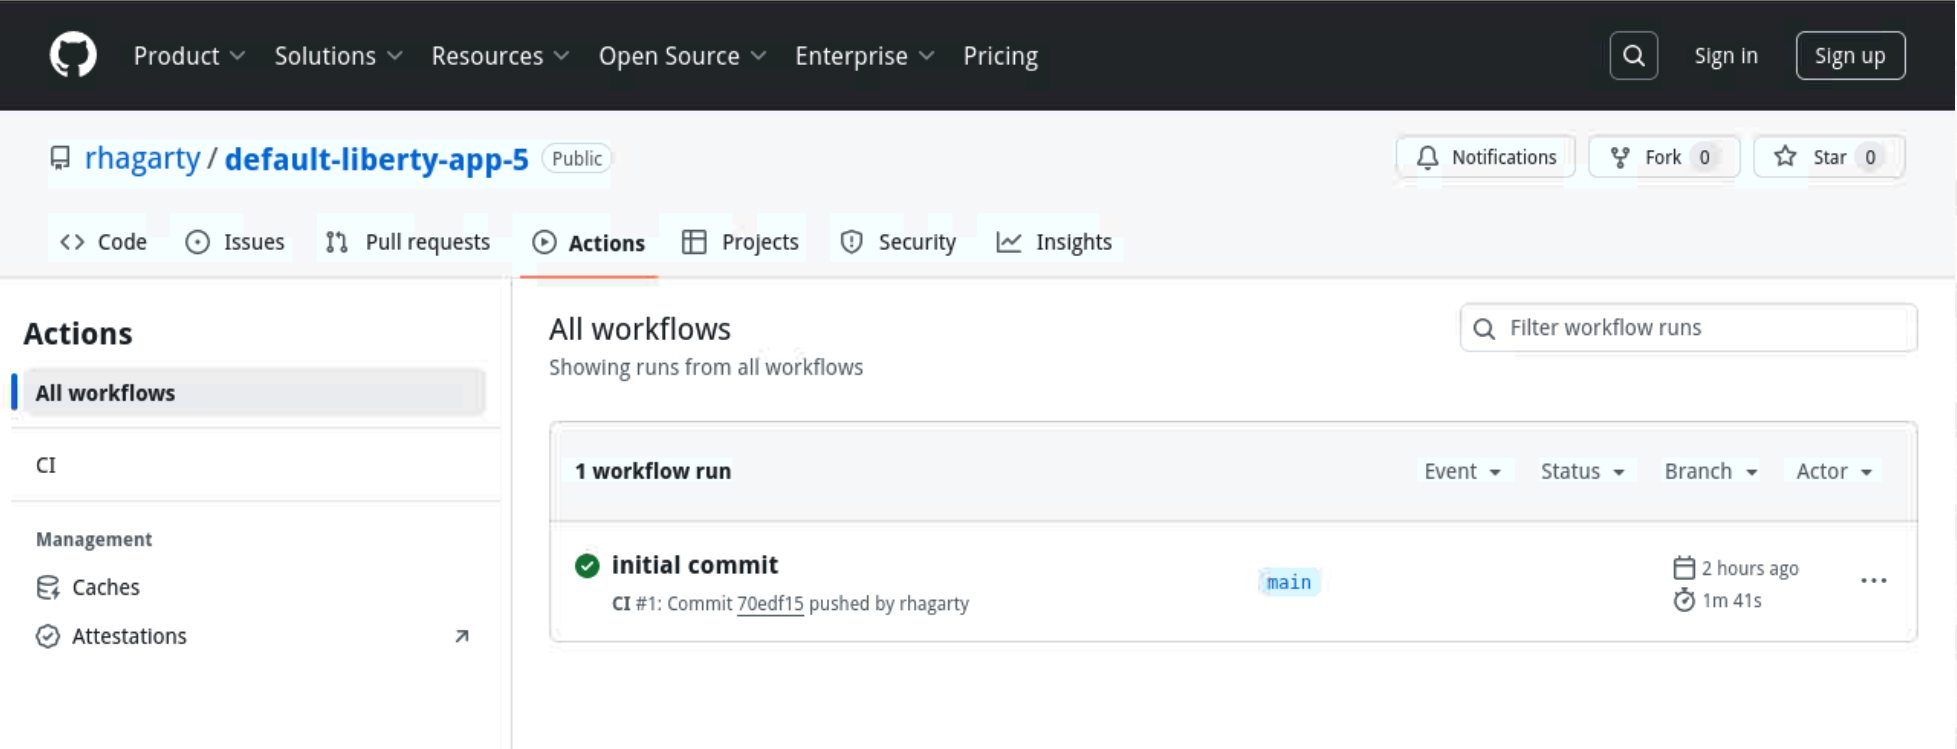 Product Solutions Resources Open Source Enterprise Pricing Sign in Sign up
rhagarty / default-liberty-app-5 Public Notifications Fork 0 Star 0
Code Issues Pull requests Actions Projects Security Insights
Actions
All workflows
CI
Management
Caches
Attestations
All workflows
Showing runs from all workflows
Filter workflow runs
1 workflow run Event Status Branch Actor
initial commit
CI #1: Commit 70edf15 pushed by rhagarty
main
2 hours ago
1m 41s